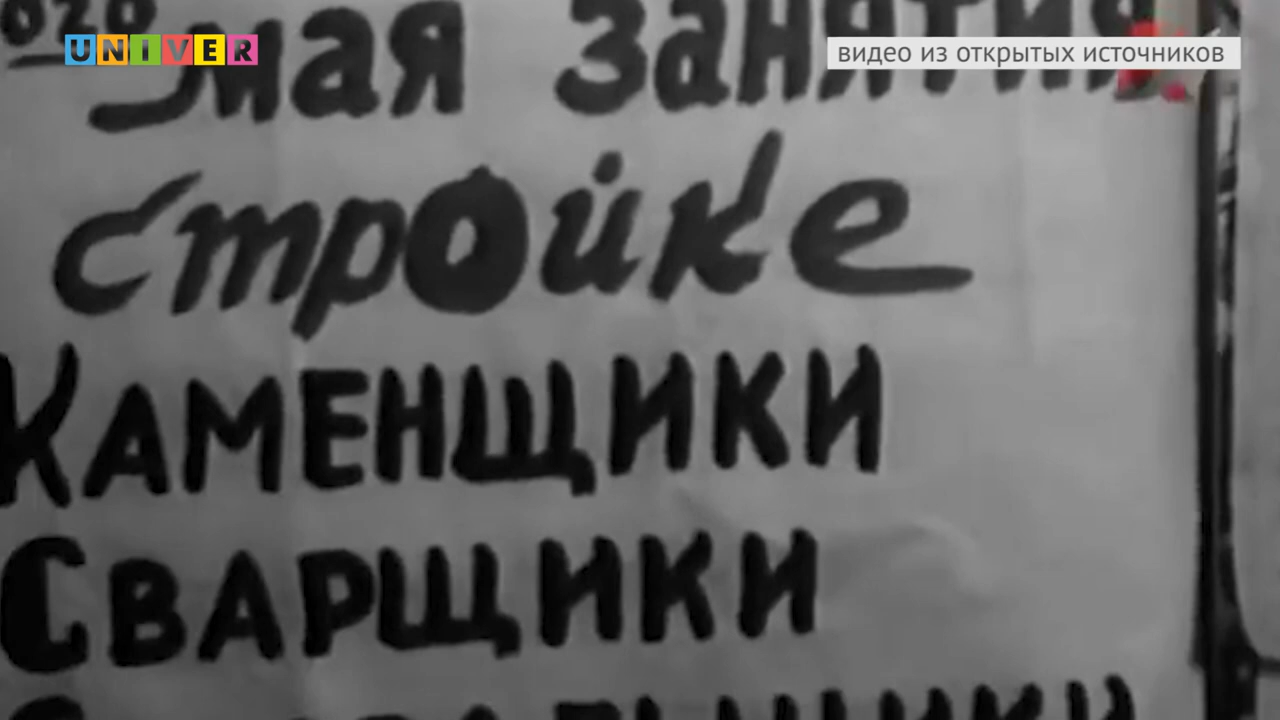 UNIVER
видео из открытых источников
мая занятия
стройке
КАМЕНЩИКИ
СВАРЩИКИ